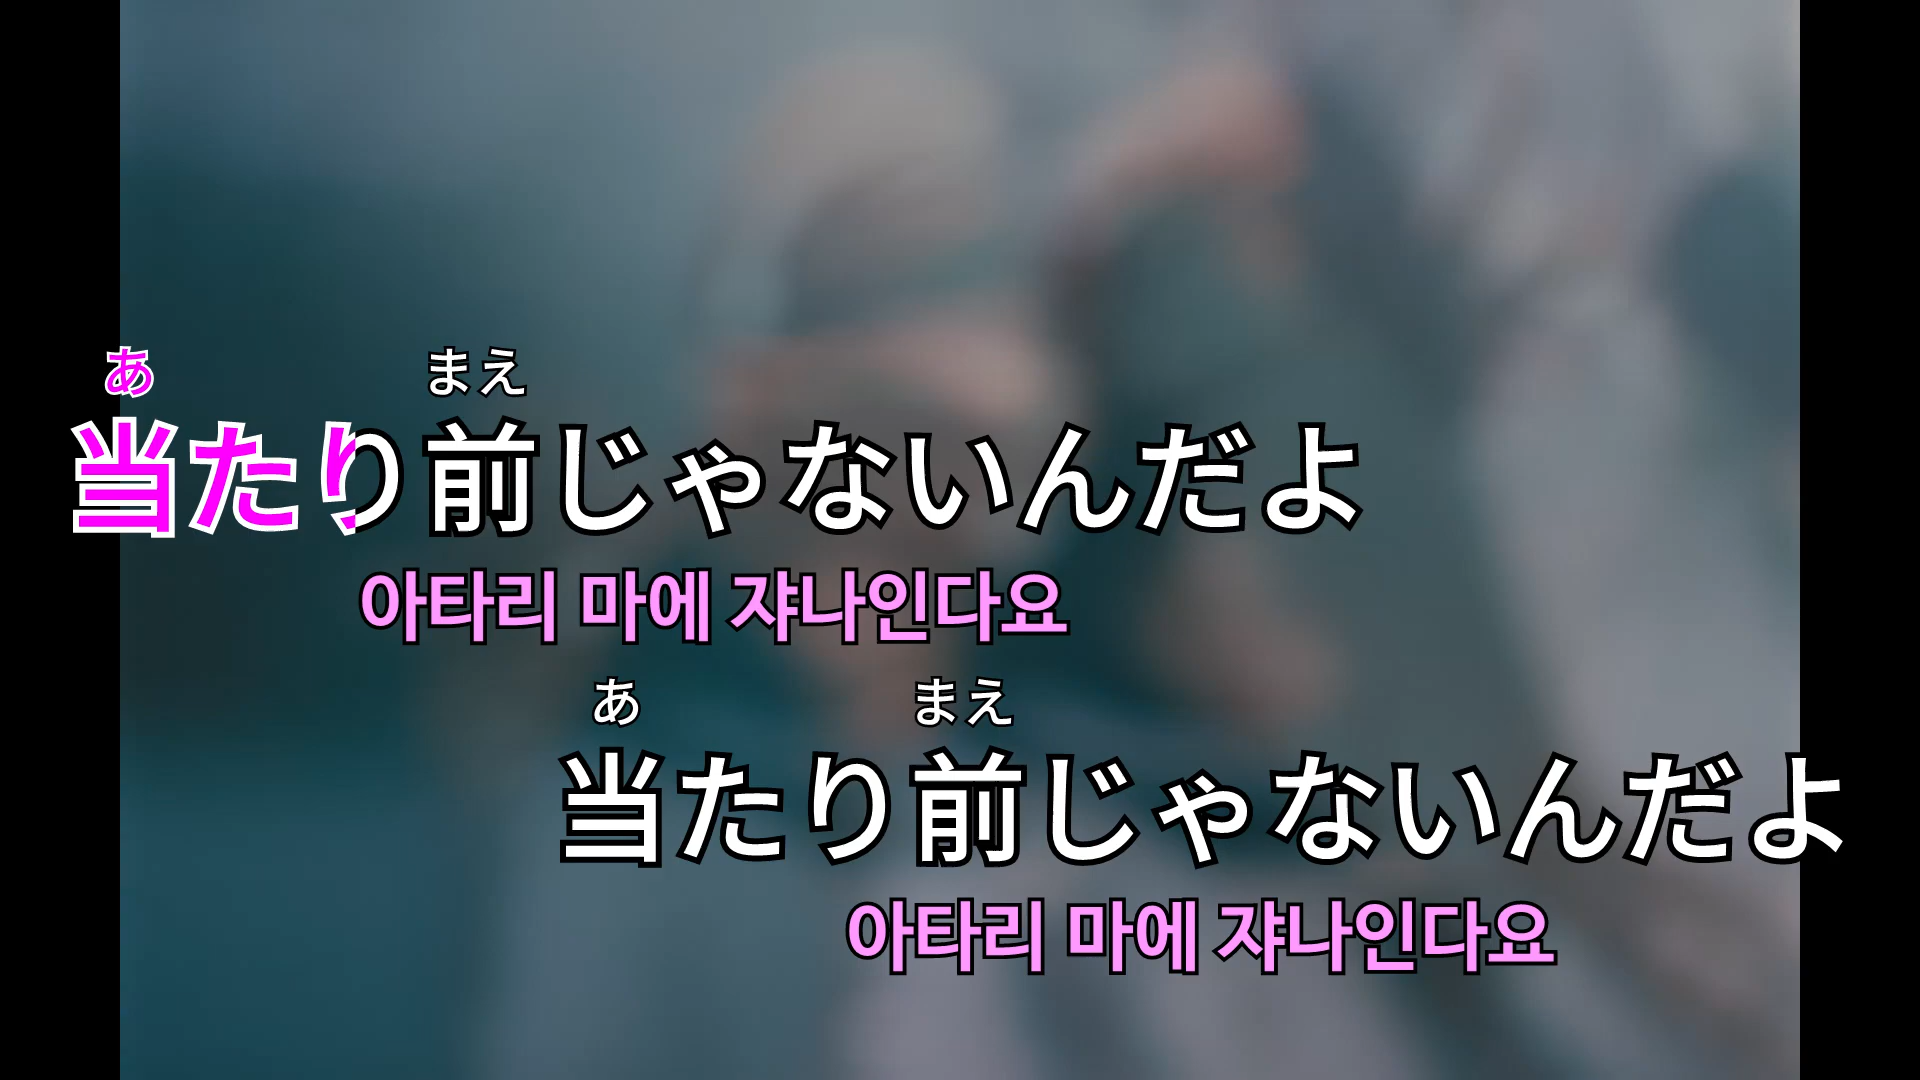 あ まえ
当たり前じゃないんだよ
아타리 마에 쟈나인다요
あ まえ
当たり前じゃないんだよ
아타리 마에 쟈나인다요